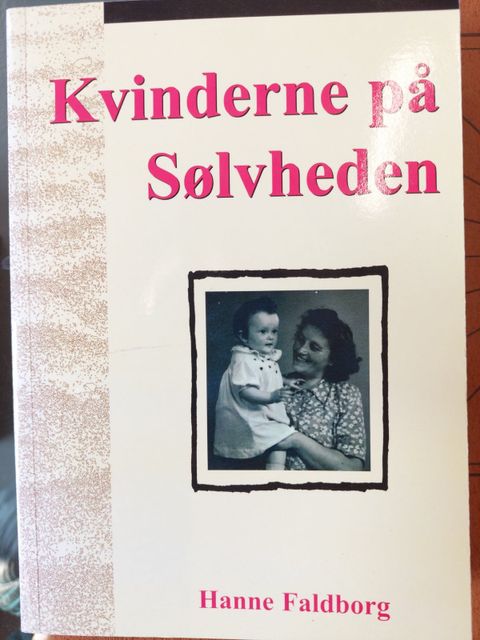 Kvinderne på
Sølvheden
Hanne Faldborg